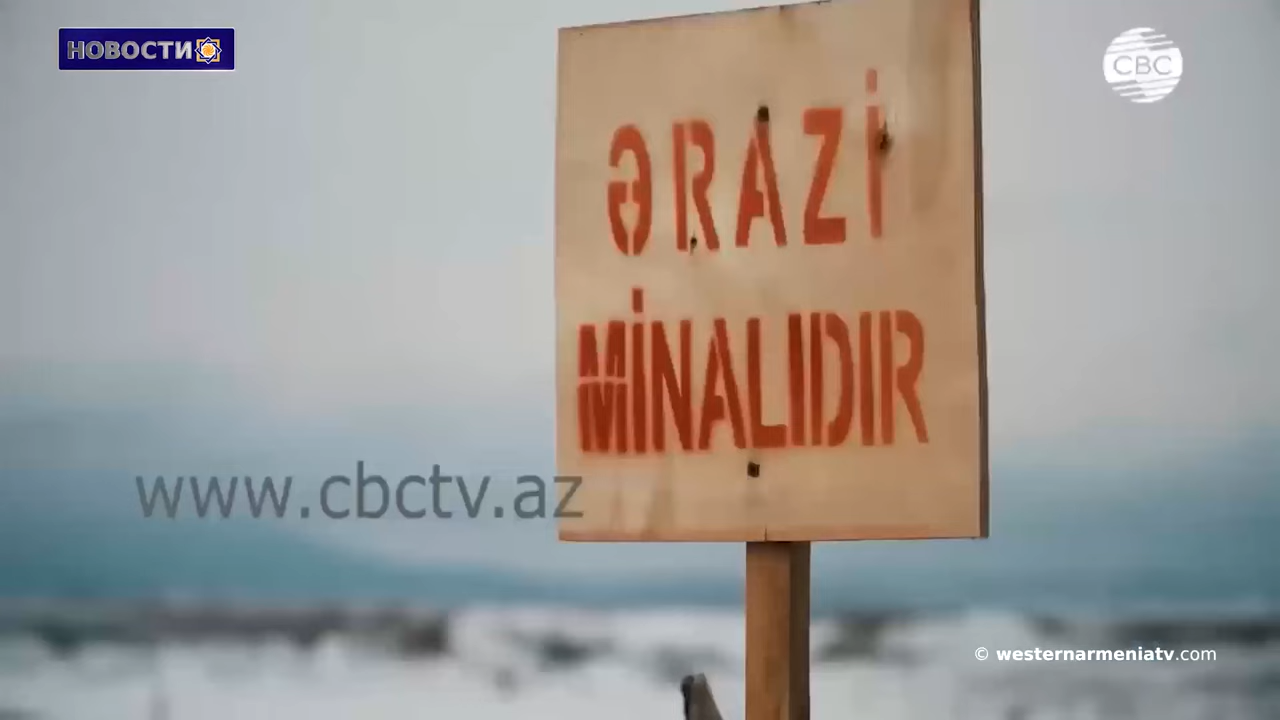 НОВОСТИ
CBC
ƏRAZİ
MİNALIDIR
www.cbctv.az
© westernarmeniatv.com